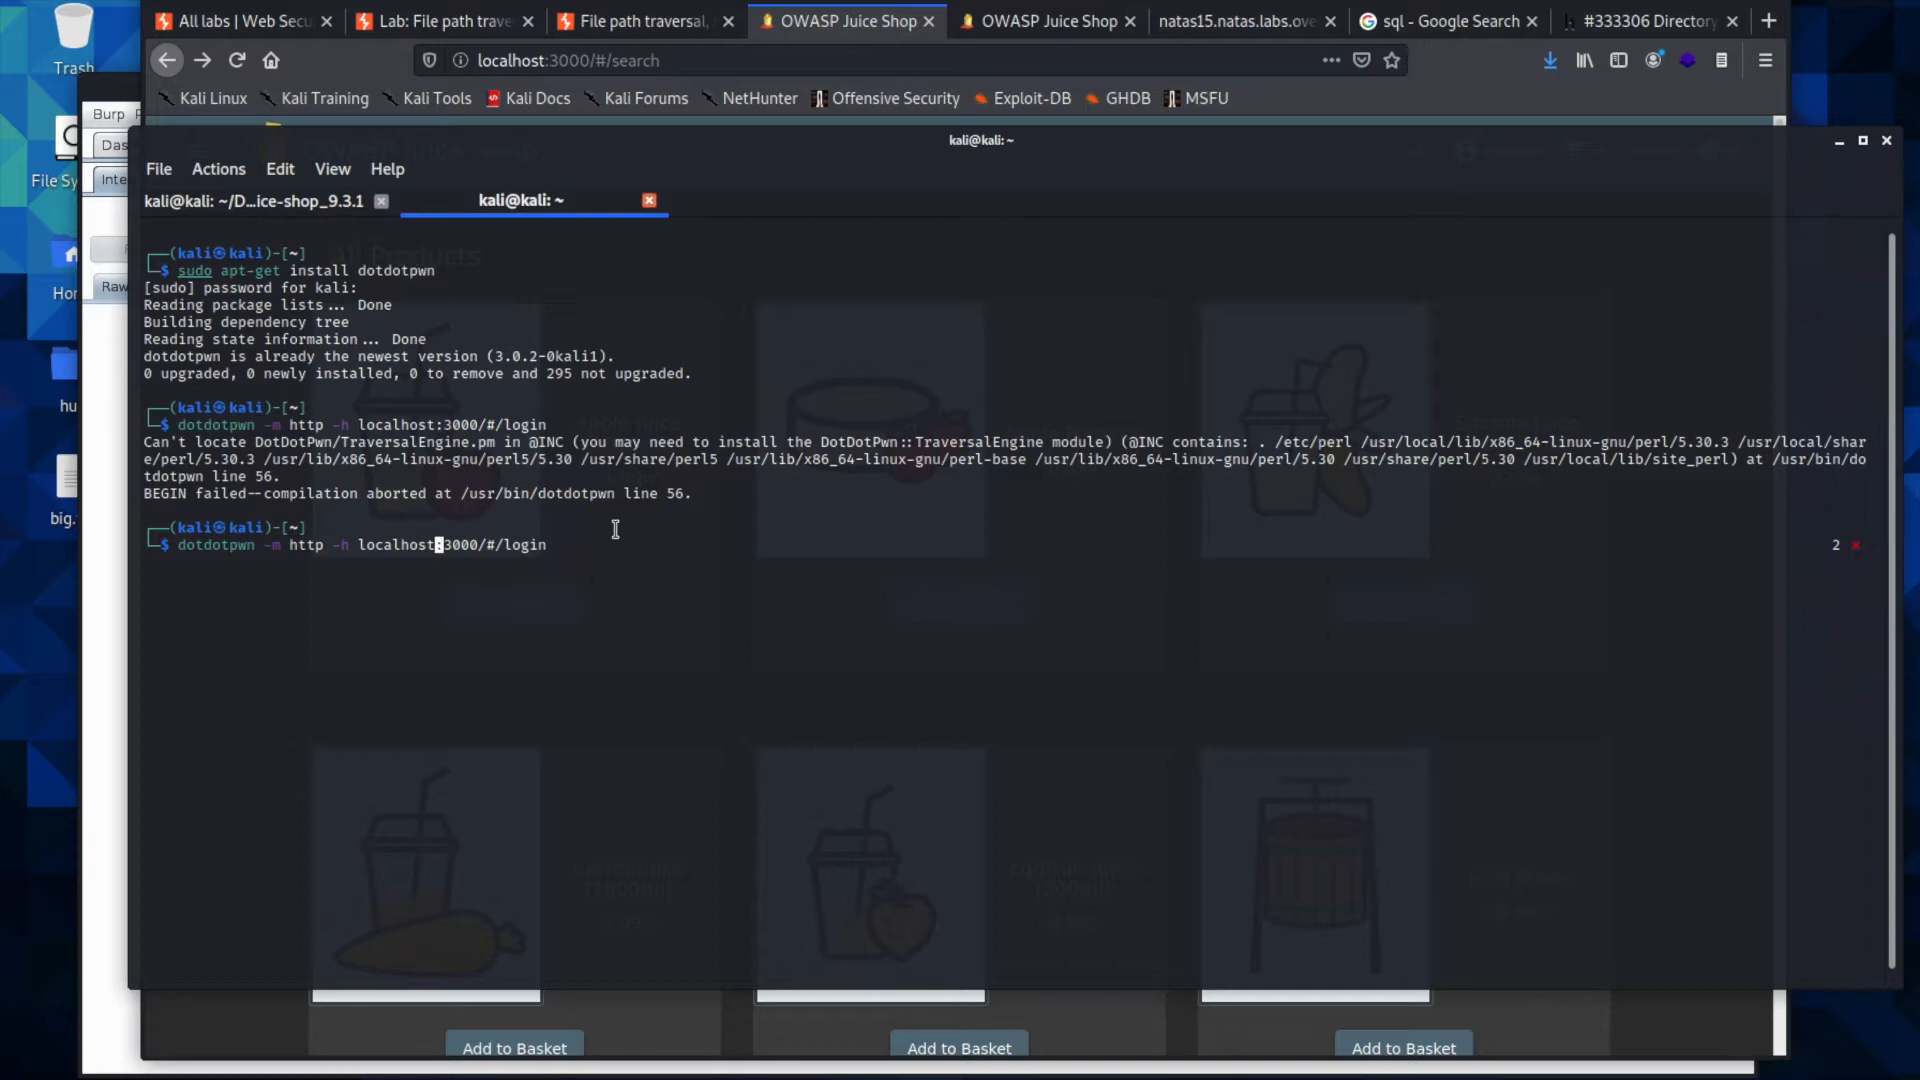 Trash
File Sy
Hor
hu
big.
Burp P
Das
Inte
Raw
All labs | Web Secu
Lab: File path trave
File path traversal,
OWASP Juice Shop
OWASP Juice Shop
natas15.natas.labs.ove
sql - Google Search
#333306 Directory
localhost:3000/#/search
Kali Linux
Kali Training
Kali Tools
Kali Docs
Kali Forums
NetHunter
Offensive Security
Exploit-DB
GHDB
MSFU
kali@kali: ~
File Actions Edit View Help
kali@kali: ~/D...ice-shop_9.3.1
kali@kali: ~
All Products
┌──(kali㉿kali)-[~]
└─$ sudo apt-get install dotdotpwn
[sudo] password for kali:
Reading package lists... Done
Building dependency tree
Reading state information... Done
dotdotpwn is already the newest version (3.0.2-0kali1).
0 upgraded, 0 newly installed, 0 to remove and 295 not upgraded.
┌──(kali㉿kali)-[~]
└─$ dotdotpwn -m http -h localhost:3000/#/login
Can't locate DotDotPwn/TraversalEngine.pm in @INC (you may need to install the DotDotPwn::TraversalEngine module) (@INC contains: . /etc/perl /usr/local/lib/x86_64-linux-gnu/perl/5.30.3 /usr/local/shar
e/perl/5.30.3 /usr/lib/x86_64-linux-gnu/perl5/5.30 /usr/share/perl5 /usr/lib/x86_64-linux-gnu/perl-base /usr/lib/x86_64-linux-gnu/perl/5.30 /usr/share/perl/5.30 /usr/local/lib/site_perl) at /usr/bin/do
tdotpwn line 56.
BEGIN failed--compilation aborted at /usr/bin/dotdotpwn line 56.
┌──(kali㉿kali)-[~]
└─$ dotdotpwn -m http -h localhost:3000/#/login
2 ⨯
Add to Basket
Add to Basket
Add to Basket